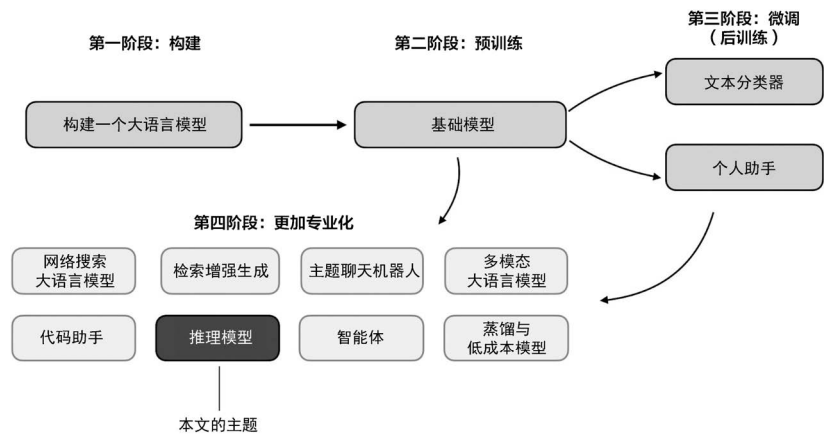 第一阶段：构建
第二阶段：预训练
第三阶段：微调
（后训练）
构建一个大语言模型
基础模型
文本分类器
个人助手
第四阶段：更加专业化
网络搜索
大语言模型
检索增强生成
主题聊天机器人
多模态
大语言模型
代码助手
推理模型
智能体
蒸馏与
低成本模型
本文的主题